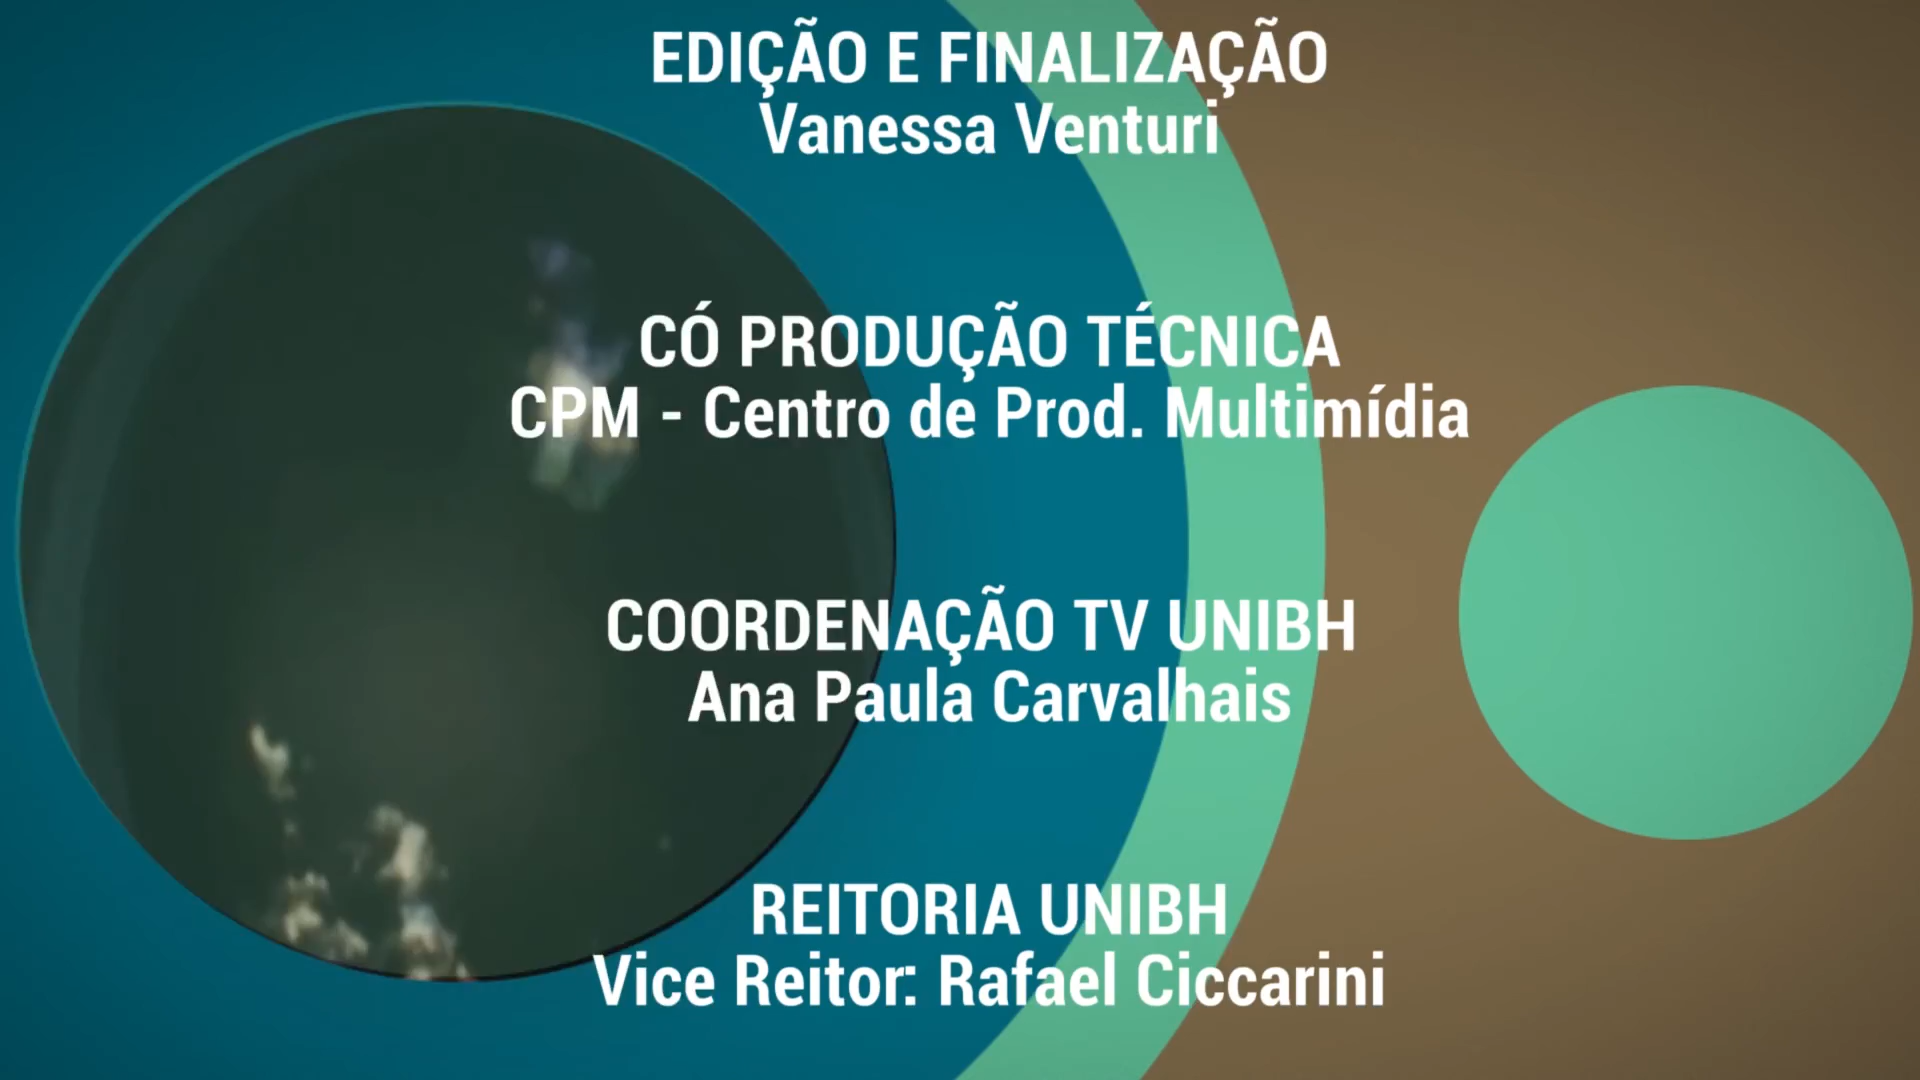 EDIÇÃO E FINALIZAÇÃO
Vanessa Venturi
CÓ PRODUÇÃO TÉCNICA
CPM - Centro de Prod. Multimídia
COORDENAÇÃO TV UNIBH
Ana Paula Carvalhais
REITORIA UNIBH
Vice Reitor: Rafael Ciccarini